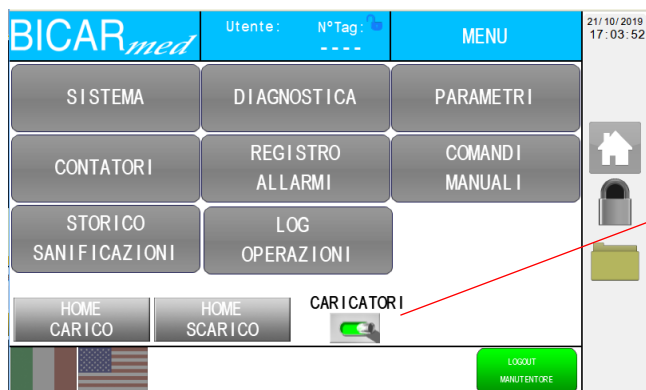 BICARmed
Utente: N°Tag:
----
MENU
21/10/2019
17:03:52
SISTEMA
DIAGNOSTICA
PARAMETRI
CONTATORI
REGISTRO
ALLARMI
COMANDI
MANUALI
STORICO
SANIFICAZIONI
LOG
OPERAZIONI
HOME
CARICO
HOME
SCARICO
CARICATORI
LOGOUT
MANUTENTORE